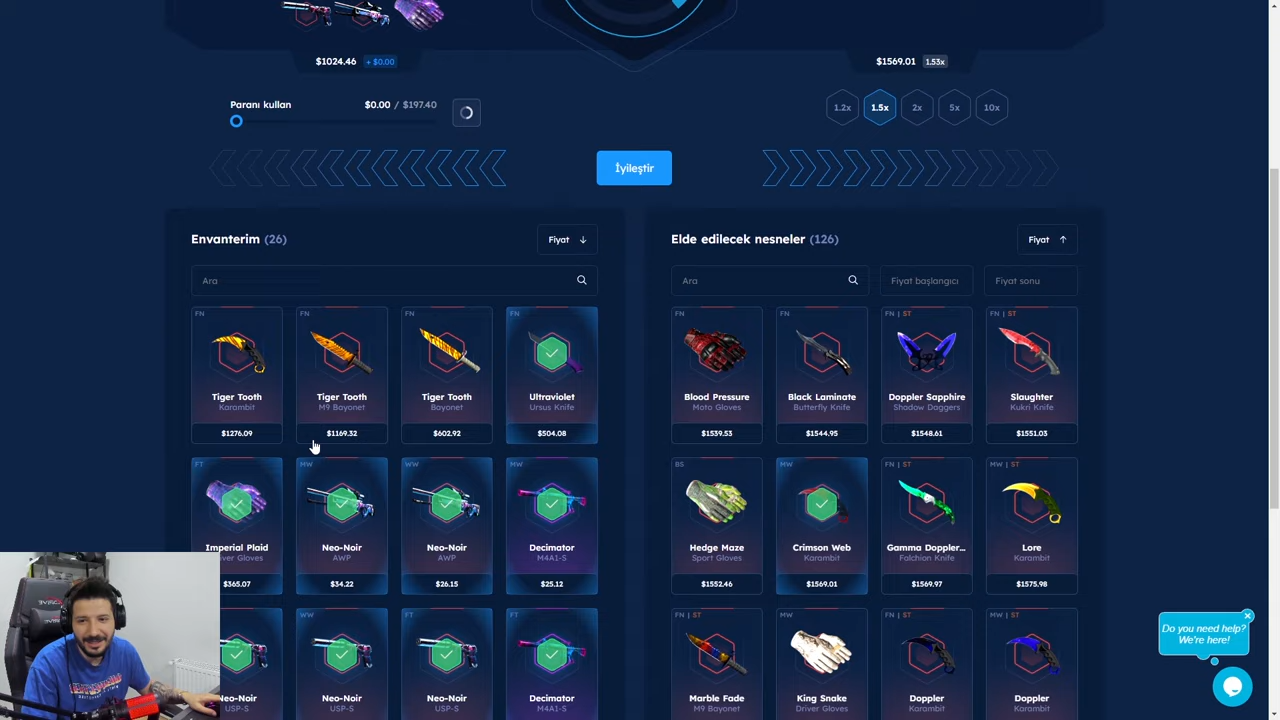 $1024.46 + $0.00
$1569.01 1.53x
Paranı kullan $0.00 / $197.40
1.2x 1.5x 2x 5x 10x
İyileştir
Envanterim (26) Fiyat
Ara
FN FN FN FN
Tiger Tooth Tiger Tooth Tiger Tooth Ultraviolet
Karambit M9 Bayonet Bayonet Ursus Knife
$1276.09 $1169.32 $602.92 $504.08
FT MW WW MW
Imperial Plaid Neo-Noir Neo-Noir Decimator
Driver Gloves AWP AWP M4A1-S
$365.07 $34.22 $26.15 $25.12
WW FT FT
Neo-Noir Neo-Noir Neo-Noir Decimator
USP-S USP-S USP-S M4A1-S
Elde edilecek nesneler (126) Fiyat
Ara Fiyat başlangıcı Fiyat sonu
FN FN FN | ST FN | ST
Blood Pressure Black Laminate Doppler Sapphire Slaughter
Moto Gloves Butterfly Knife Shadow Daggers Kukri Knife
$1539.53 $1544.95 $1548.61 $1551.03
BS MW FN | ST MW | ST
Hedge Maze Crimson Web Gamma Doppler... Lore
Sport Gloves Karambit Falchion Knife Karambit
$1552.46 $1569.01 $1569.97 $1575.98
FN | ST MW FN FN
Marble Fade King Snake Doppler Doppler
M9 Bayonet Driver Gloves Karambit Karambit
Do you need help?
We're here!